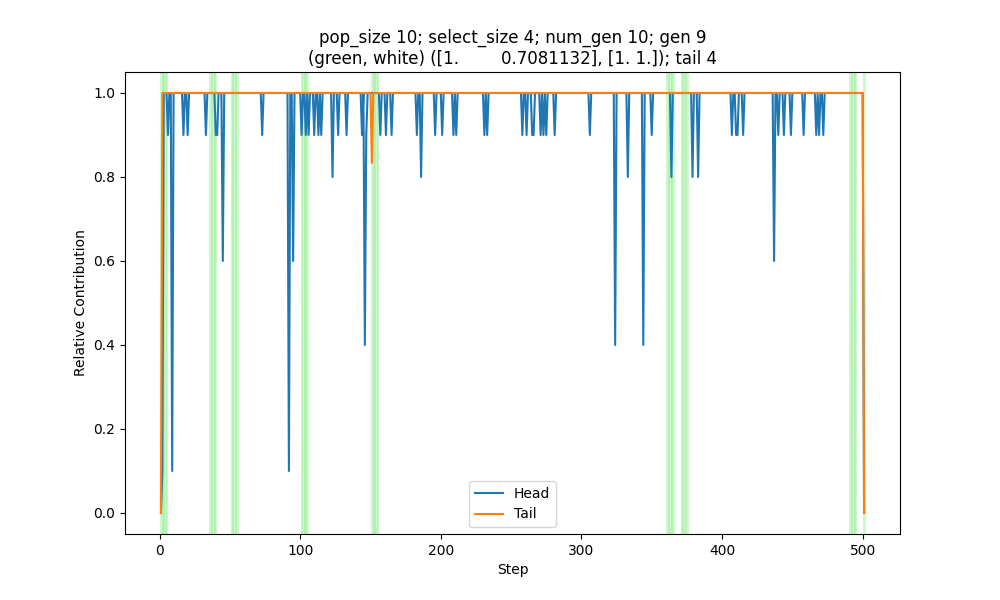 pop_size 10; select_size 4; num_gen 10; gen 9
(green, white) ([1.        0.7081132], [1. 1.]); tail 4
1.0
0.8
0.6
0.4
0.2
0.0
Relative Contribution
Head
Tail
0
100
200
300
400
500
Step